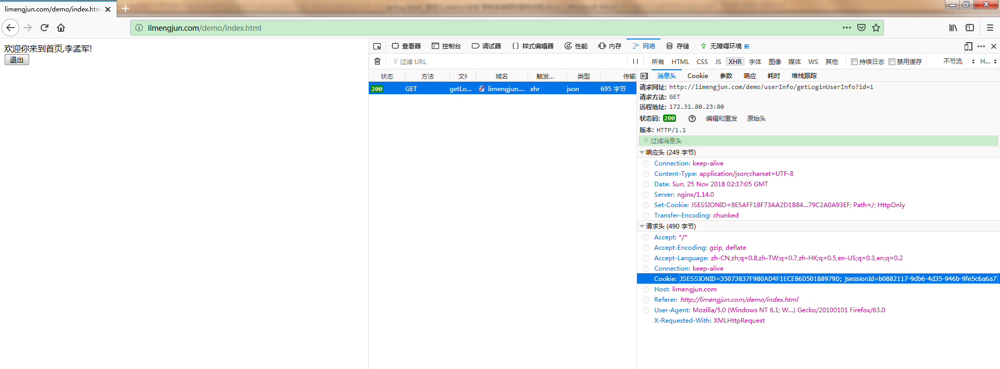 limengjun.com/demo/index.htm
limengjun.com/demo/index.html
欢迎你来到首页,李孟军!
退出
查看器 控制台 调试器 {} 样式编辑器 性能 内存 网络 存储 无障碍环境 新
过滤 URL
所有 HTML CSS JS XHR 字体 图像 媒体 WS 其他 持续日志 禁用缓存 不节流 H...
状态 方法 文件 域名 触发... 类型 传输
200 GET getLo... limengjun.... xhr json 695 字节
消息头 Cookie 参数 响应 耗时 堆栈跟踪
请求网址: http://limengjun.com/demo/userInfo/getLoginUserInfo?id=1
请求方法: GET
远程地址: 172.31.80.23:80
状态码: 200 编辑和重发 原始头
版本: HTTP/1.1
过滤消息头
响应头 (249 字节)
Connection: keep-alive
Content-Type: application/json;charset=UTF-8
Date: Sun, 25 Nov 2018 02:17:05 GMT
Server: nginx/1.14.0
Set-Cookie: JSESSIONID=8E5AFF18F73AA2D1B84...79C2A0A93EF; Path=/; HttpOnly
Transfer-Encoding: chunked
请求头 (490 字节)
Accept: */*
Accept-Encoding: gzip, deflate
Accept-Language: zh-CN,zh;q=0.8,zh-TW;q=0.7,zh-HK;q=0.5,en-US;q=0.3,en;q=0.2
Connection: keep-alive
Cookie: JSESSIONID=35073B37F9B0AD4F1ECEB6D501B8979D; jsessionId=b0882117-9db6-4d35-946b-9fe5c6a6a7
Host: limengjun.com
Referer: http://limengjun.com/demo/index.html
User-Agent: Mozilla/5.0 (Windows NT 6.1; W...) Gecko/20100101 Firefox/63.0
X-Requested-With: XMLHttpRequest